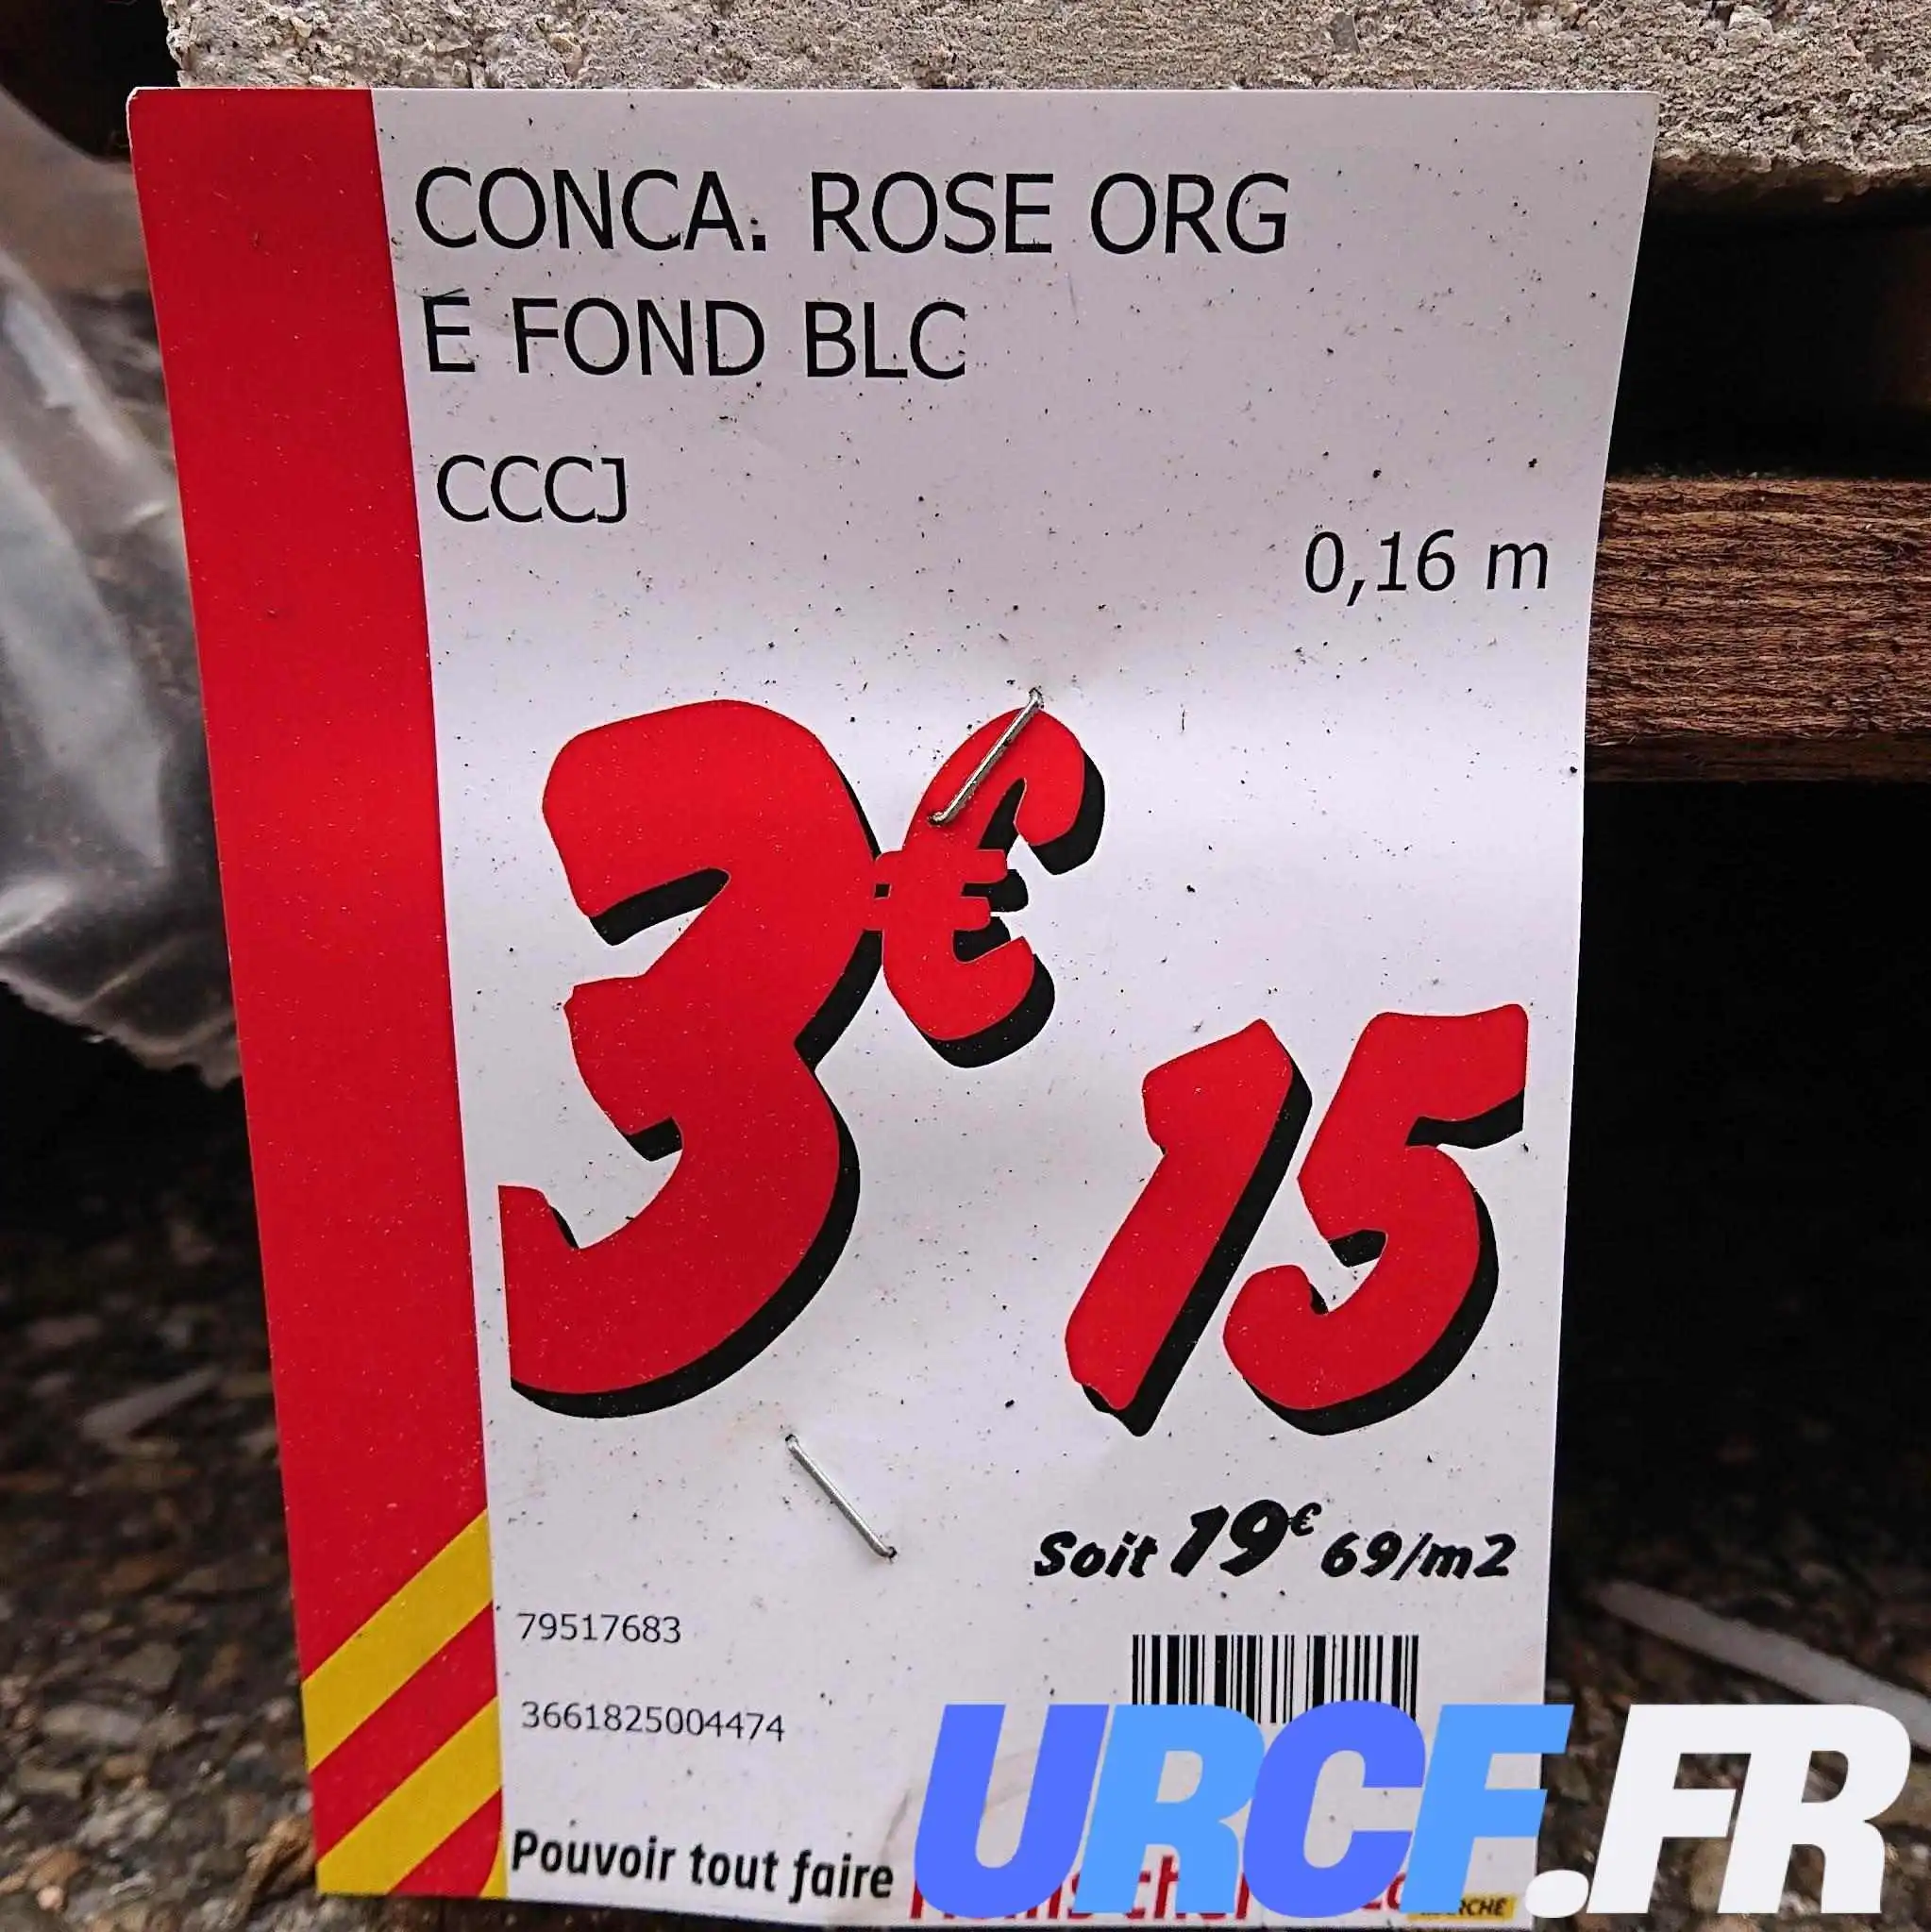 CONCA. ROSE ORG
E FOND BLC
CCCJ
0,16 m
3€15
Soit 19€69/m2
79517683
3661825004474
Pouvoir tout faire
URCF.FR